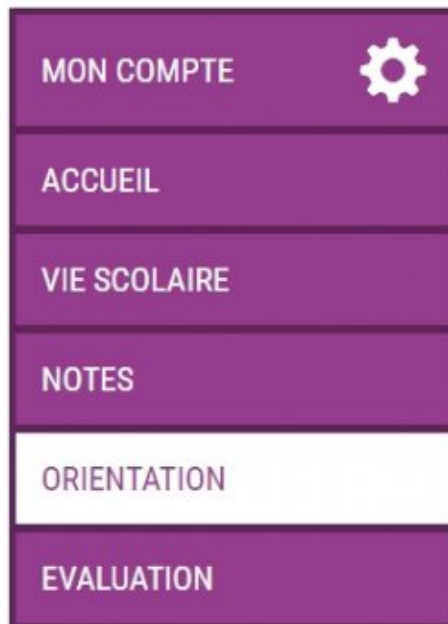 MON COMPTE
ACCUEIL
VIE SCOLAIRE
NOTES
ORIENTATION
EVALUATION